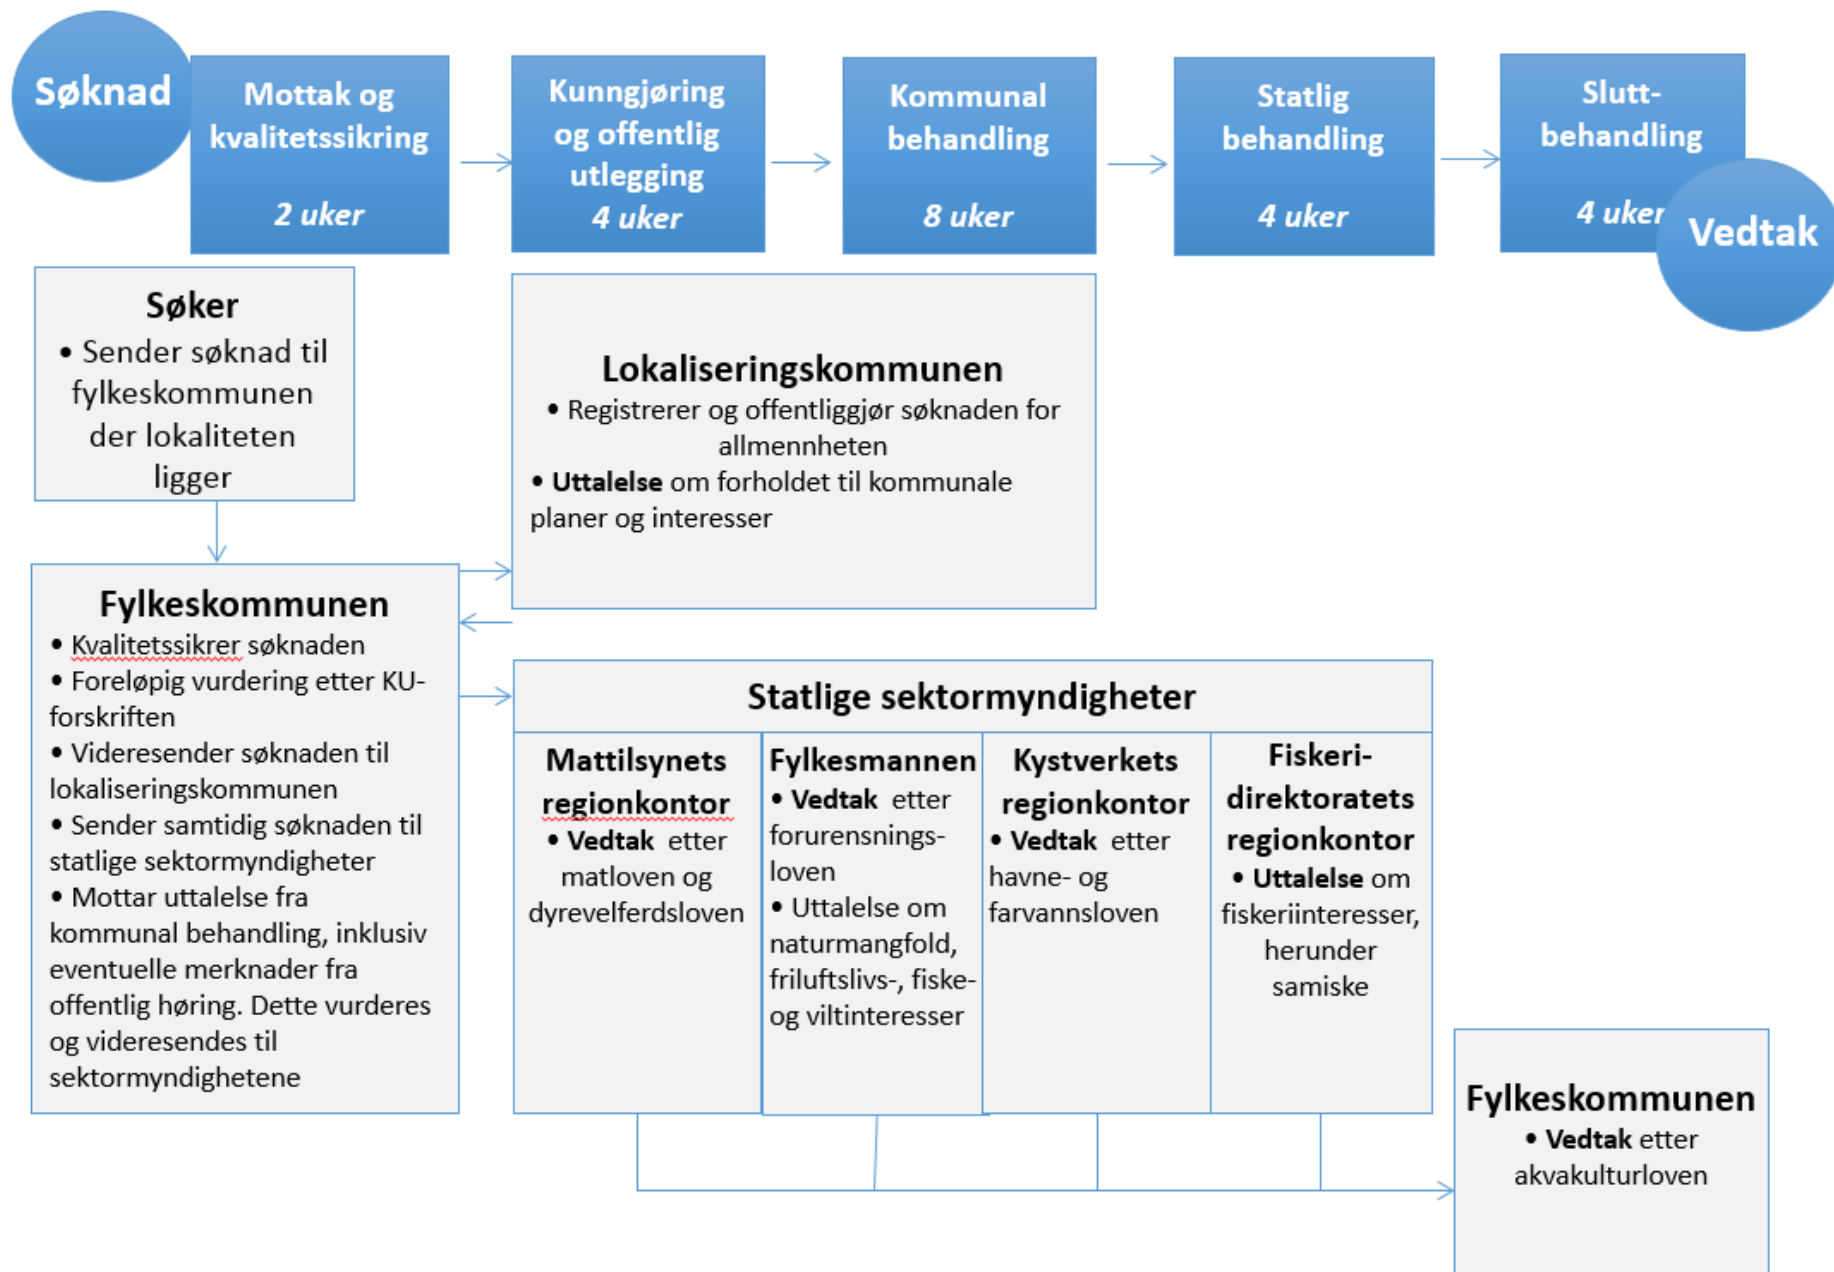 Søknad
Mottak og
kvalitetssikring
2 uker
Kunngjøring
og offentlig
utlegging
4 uker
Kommunal
behandling
8 uker
Statlig
behandling
4 uker
Slutt-
behandling
4 uker
Vedtak
Søker
• Sender søknad til
fylkeskommunen
der lokaliteten
ligger
Lokaliseringskommunen
• Registrerer og offentliggjør søknaden for
allmennheten
• Uttalelse om forholdet til kommunale
planer og interesser
Fylkeskommunen
• Kvalitetssikrer søknaden
• Foreløpig vurdering etter KU-
forskriften
• Videresender søknaden til
lokaliseringskommunen
• Sender samtidig søknaden til
statlige sektormyndigheter
• Mottar uttalelse fra
kommunal behandling, inklusiv
eventuelle merknader fra
offentlig høring. Dette vurderes
og videresendes til
sektormyndighetene
Statlige sektormyndigheter
Mattilsynets
regionkontor
• Vedtak etter
matloven og
dyrevelferdsloven
Fylkesmannen
• Vedtak etter
forurensnings-
loven
• Uttalelse om
naturmangfold,
friluftslivs-, fiske-
og viltinteresser
Kystverkets
regionkontor
• Vedtak etter
havne- og
farvannsloven
Fiskeri-
direktoratets
regionkontor
• Uttalelse om
fiskeriinteresser,
herunder
samiske
Fylkeskommunen
• Vedtak etter
akvakulturloven